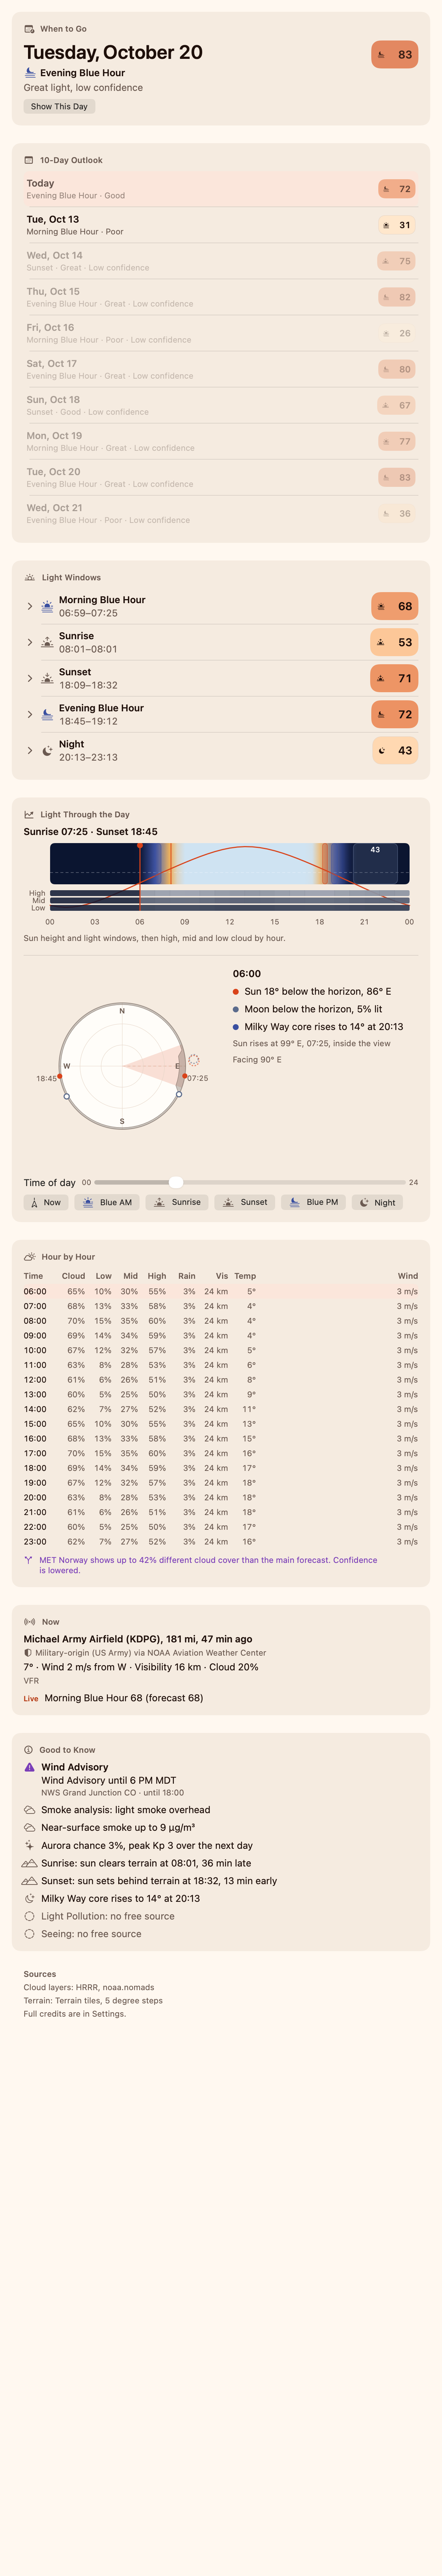 When to Go
Tuesday, October 20
83
Evening Blue Hour
Great light, low confidence
Show This Day
10-Day Outlook
Today
Evening Blue Hour · Good
72
Tue, Oct 13
Morning Blue Hour · Poor
31
Wed, Oct 14
Sunset · Great · Low confidence
75
Thu, Oct 15
Evening Blue Hour · Great · Low confidence
82
Fri, Oct 16
Morning Blue Hour · Poor · Low confidence
26
Sat, Oct 17
Evening Blue Hour · Great · Low confidence
80
Sun, Oct 18
Sunset · Good · Low confidence
67
Mon, Oct 19
Morning Blue Hour · Great · Low confidence
77
Tue, Oct 20
Evening Blue Hour · Great · Low confidence
83
Wed, Oct 21
Evening Blue Hour · Poor · Low confidence
36
Light Windows
Morning Blue Hour
06:59–07:25
68
Sunrise
08:01–08:01
53
Sunset
18:09–18:32
71
Evening Blue Hour
18:45–19:12
72
Night
20:13–23:13
43
Light Through the Day
Sunrise 07:25 · Sunset 18:45
43
High
Mid
Low
00 03 06 09 12 15 18 21 00
Sun height and light windows, then high, mid and low cloud by hour.
06:00
Sun 18° below the horizon, 86° E
Moon below the horizon, 5% lit
Milky Way core rises to 14° at 20:13
Sun rises at 99° E, 07:25, inside the view
Facing 90° E
N
W
E
S
18:45
07:25
Time of day 00 24
Now Blue AM Sunrise Sunset Blue PM Night
Hour by Hour
Time Cloud Low Mid High Rain Vis Temp Wind
06:00 65% 10% 30% 55% 3% 24 km 5° 3 m/s
07:00 68% 13% 33% 58% 3% 24 km 4° 3 m/s
08:00 70% 15% 35% 60% 3% 24 km 4° 3 m/s
09:00 69% 14% 34% 59% 3% 24 km 4° 3 m/s
10:00 67% 12% 32% 57% 3% 24 km 5° 3 m/s
11:00 63% 8% 28% 53% 3% 24 km 6° 3 m/s
12:00 61% 6% 26% 51% 3% 24 km 8° 3 m/s
13:00 60% 5% 25% 50% 3% 24 km 9° 3 m/s
14:00 62% 7% 27% 52% 3% 24 km 11° 3 m/s
15:00 65% 10% 30% 55% 3% 24 km 13° 3 m/s
16:00 68% 13% 33% 58% 3% 24 km 15° 3 m/s
17:00 70% 15% 35% 60% 3% 24 km 16° 3 m/s
18:00 69% 14% 34% 59% 3% 24 km 17° 3 m/s
19:00 67% 12% 32% 57% 3% 24 km 18° 3 m/s
20:00 63% 8% 28% 53% 3% 24 km 18° 3 m/s
21:00 61% 6% 26% 51% 3% 24 km 18° 3 m/s
22:00 60% 5% 25% 50% 3% 24 km 17° 3 m/s
23:00 62% 7% 27% 52% 3% 24 km 16° 3 m/s
MET Norway shows up to 42% different cloud cover than the main forecast. Confidence
is lowered.
Now
Michael Army Airfield (KDPG), 181 mi, 47 min ago
Military-origin (US Army) via NOAA Aviation Weather Center
7° · Wind 2 m/s from W · Visibility 16 km · Cloud 20%
VFR
Live Morning Blue Hour 68 (forecast 68)
Good to Know
Wind Advisory
Wind Advisory until 6 PM MDT
NWS Grand Junction CO · until 18:00
Smoke analysis: light smoke overhead
Near-surface smoke up to 9 µg/m³
Aurora chance 3%, peak Kp 3 over the next day
Sunrise: sun clears terrain at 08:01, 36 min late
Sunset: sun sets behind terrain at 18:32, 13 min early
Milky Way core rises to 14° at 20:13
Light Pollution: no free source
Seeing: no free source
Sources
Cloud layers: HRRR, noaa.nomads
Terrain: Terrain tiles, 5 degree steps
Full credits are in Settings.